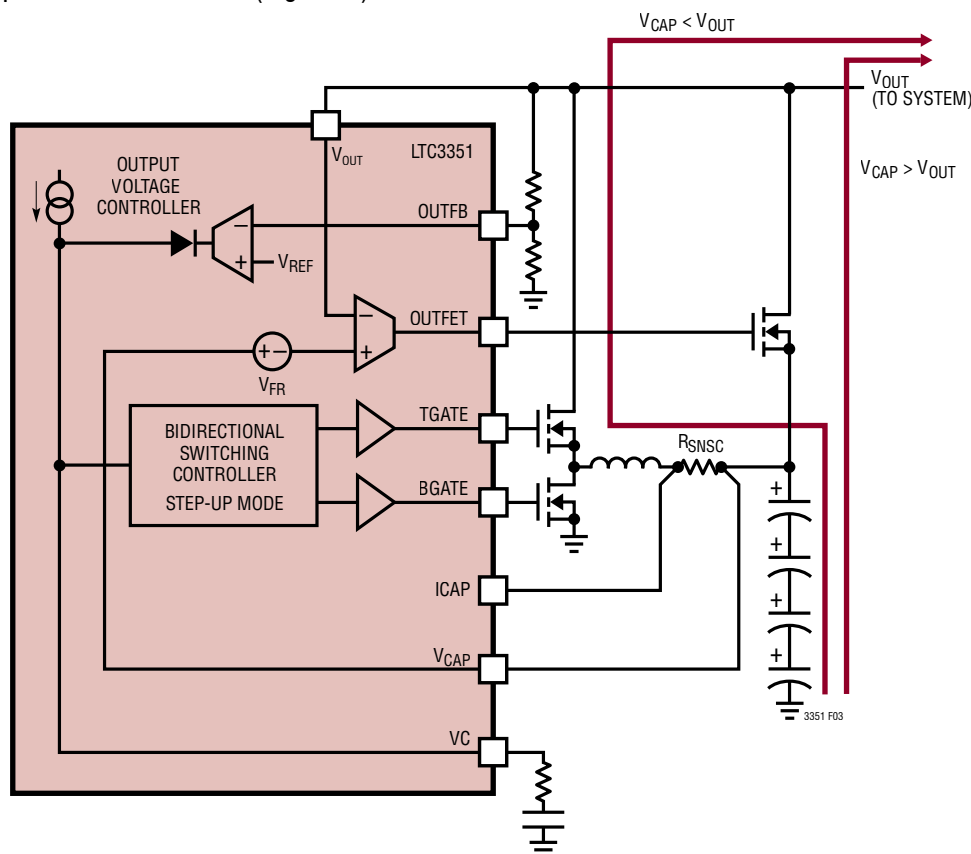 VCAP < VOUT
VOUT
(TO SYSTEM)
VCAP > VOUT
LTC3351
VOUT
OUTPUT
VOLTAGE
CONTROLLER
OUTFB
−
+
VREF
OUTFET
−
+
+−
VFR
TGATE
BIDIRECTIONAL
SWITCHING
CONTROLLER
STEP-UP MODE
RSNSC
BGATE
+
+
ICAP
+
VCAP
+
3351 F03
VC